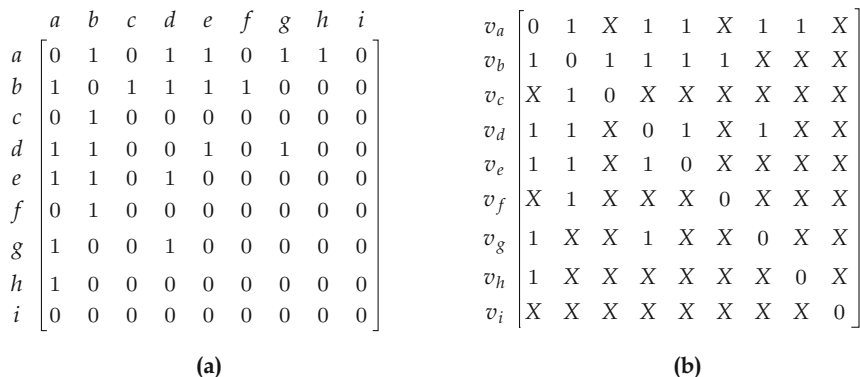 a b c d e f g h i
a 0 1 0 1 1 0 1 1 0
b 1 0 1 1 1 1 0 0 0
c 0 1 0 0 0 0 0 0 0
d 1 1 0 0 1 0 1 0 0
e 1 1 0 1 0 0 0 0 0
f 0 1 0 0 0 0 0 0 0
g 1 0 0 1 0 0 0 0 0
h 1 0 0 0 0 0 0 0 0
i 0 0 0 0 0 0 0 0 0
(a)
v_a 0 1 X 1 1 X 1 1 X
v_b 1 0 1 1 1 1 X X X
v_c X 1 0 X X X X X X
v_d 1 1 X 0 1 X 1 X X
v_e 1 1 X 1 0 X X X X
v_f X 1 X X X 0 X X X
v_g 1 X X 1 X X 0 X X
v_h 1 X X X X X X 0 X
v_i X X X X X X X X 0
(b)